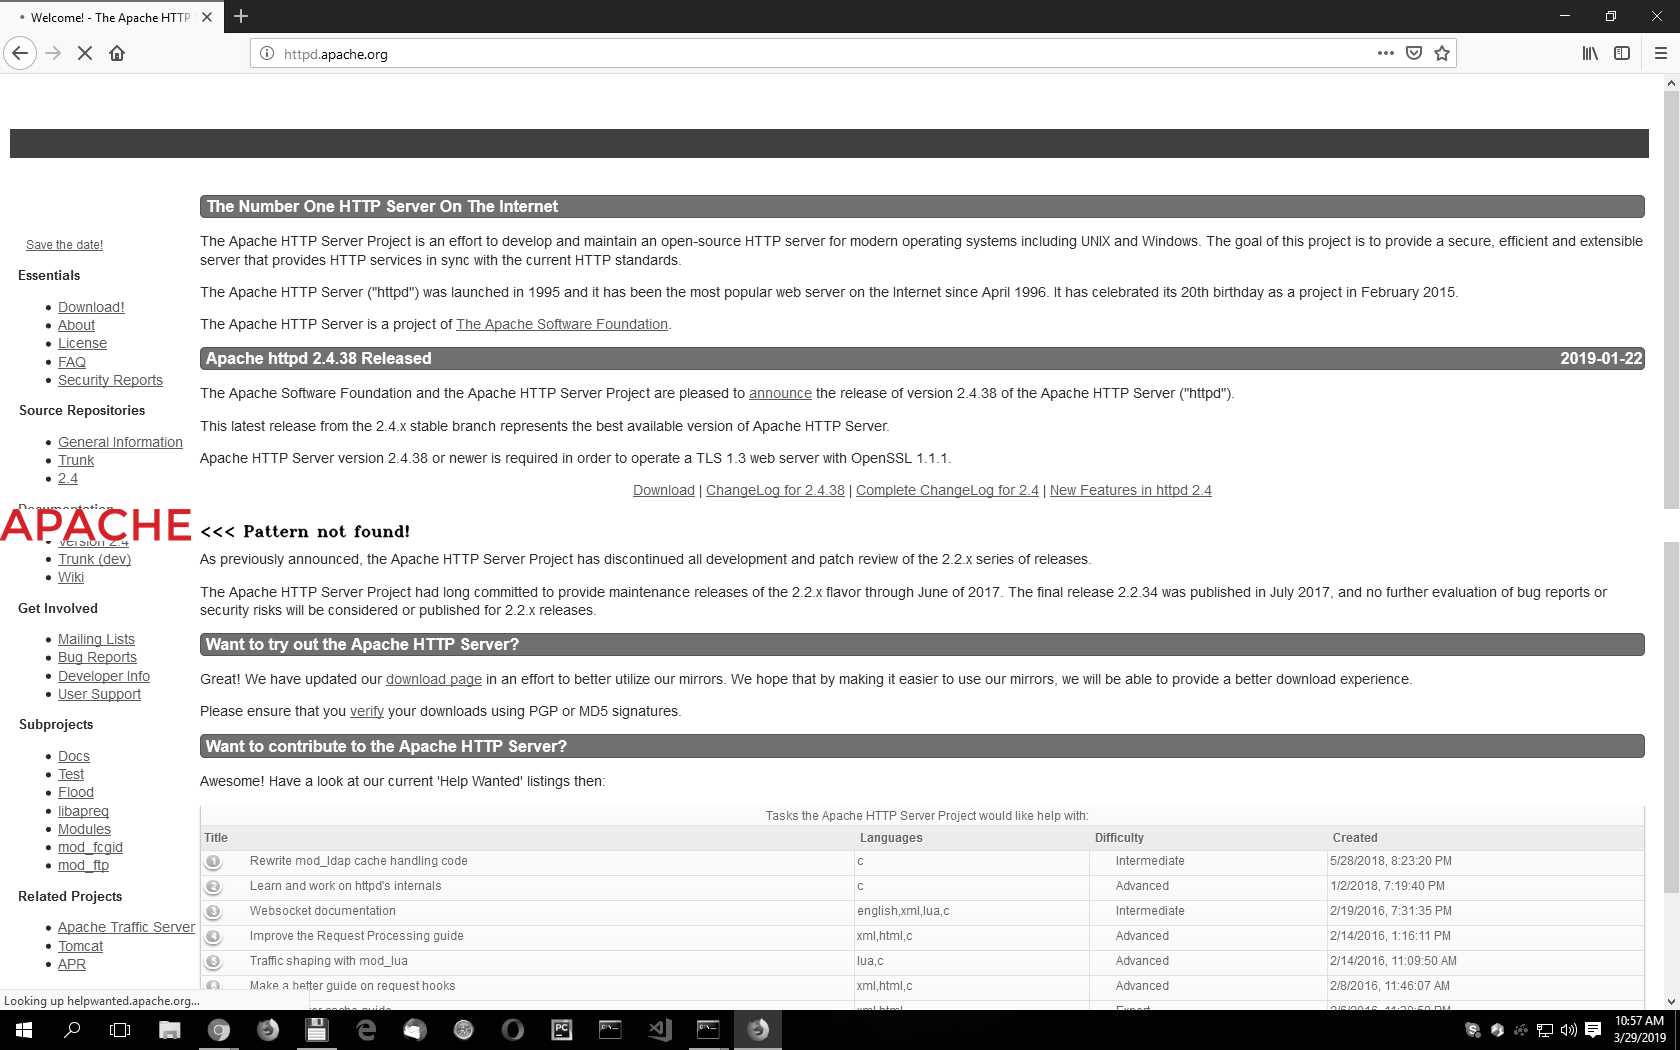 Welcome! - The Apache HTTP
httpd.apache.org
The Number One HTTP Server On The Internet
The Apache HTTP Server Project is an effort to develop and maintain an open-source HTTP server for modern operating systems including UNIX and Windows. The goal of this project is to provide a secure, efficient and extensible
server that provides HTTP services in sync with the current HTTP standards.
The Apache HTTP Server ("httpd") was launched in 1995 and it has been the most popular web server on the Internet since April 1996. It has celebrated its 20th birthday as a project in February 2015.
The Apache HTTP Server is a project of The Apache Software Foundation.
Apache httpd 2.4.38 Released 2019-01-22
The Apache Software Foundation and the Apache HTTP Server Project are pleased to announce the release of version 2.4.38 of the Apache HTTP Server ("httpd").
This latest release from the 2.4.x stable branch represents the best available version of Apache HTTP Server.
Apache HTTP Server version 2.4.38 or newer is required in order to operate a TLS 1.3 web server with OpenSSL 1.1.1.
Download | ChangeLog for 2.4.38 | Complete ChangeLog for 2.4 | New Features in httpd 2.4
<<< Pattern not found!
As previously announced, the Apache HTTP Server Project has discontinued all development and patch review of the 2.2.x series of releases.
The Apache HTTP Server Project had long committed to provide maintenance releases of the 2.2.x flavor through June of 2017. The final release 2.2.34 was published in July 2017, and no further evaluation of bug reports or
security risks will be considered or published for 2.2.x releases.
Want to try out the Apache HTTP Server?
Great! We have updated our download page in an effort to better utilize our mirrors. We hope that by making it easier to use our mirrors, we will be able to provide a better download experience.
Please ensure that you verify your downloads using PGP or MD5 signatures.
Want to contribute to the Apache HTTP Server?
Awesome! Have a look at our current 'Help Wanted' listings then:
Tasks the Apache HTTP Server Project would like help with:
Title Languages Difficulty Created
1 Rewrite mod_ldap cache handling code c Intermediate 5/28/2018, 8:23:20 PM
2 Learn and work on httpd's internals c Advanced 1/2/2018, 7:19:40 PM
3 Websocket documentation english,xml,lua,c Intermediate 2/19/2016, 7:31:35 PM
4 Improve the Request Processing guide xml,html,c Advanced 2/14/2016, 1:16:11 PM
5 Traffic shaping with mod_lua lua,c Advanced 2/14/2016, 11:09:50 AM
6 Make a better guide on request hooks xml,html,c Advanced 2/8/2016, 11:46:07 AM
Save the date!
Essentials
Download!
About
License
FAQ
Security Reports
Source Repositories
General Information
Trunk
2.4
Documentation
APACHE
Version 2.4
Trunk (dev)
Wiki
Get Involved
Mailing Lists
Bug Reports
Developer Info
User Support
Subprojects
Docs
Test
Flood
libapreq
Modules
mod_fcgid
mod_ftp
Related Projects
Apache Traffic Server
Tomcat
APR
Looking up helpwanted.apache.org...
PC
10:57 AM
3/29/2019